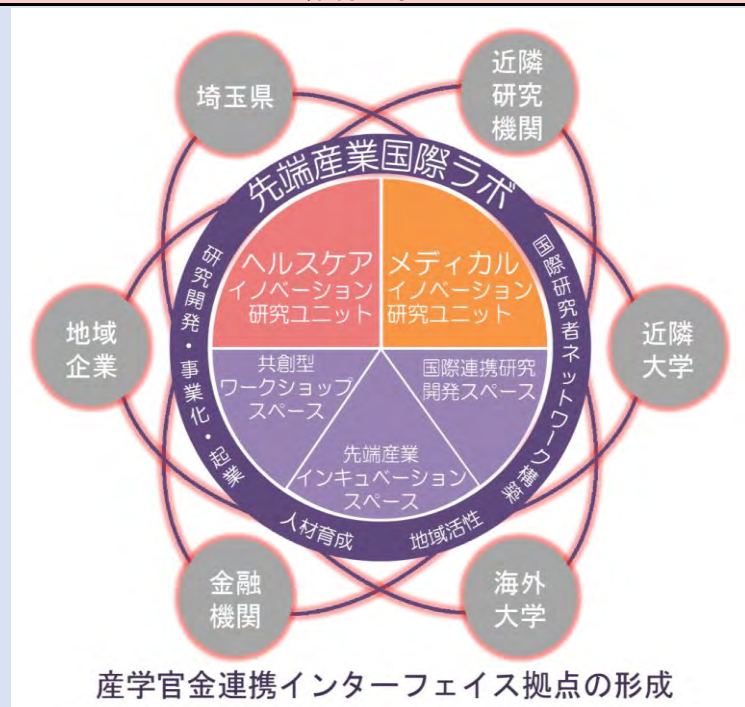 埼玉県
近隣
研究
機関
先端産業国際ラボ
ヘルスケア
イノベーション
研究ユニット
メディカル
イノベーション
研究ユニット
研究開発・事業化・起業
国際研究者ネットワーク構築
地域
企業
近隣
大学
共創型
ワークショップ
スペース
国際連携研究
開発スペース
先端産業
インキュベーション
スペース
人材育成
地域活性
金融
機関
海外
大学
産学官金連携インターフェイス拠点の形成